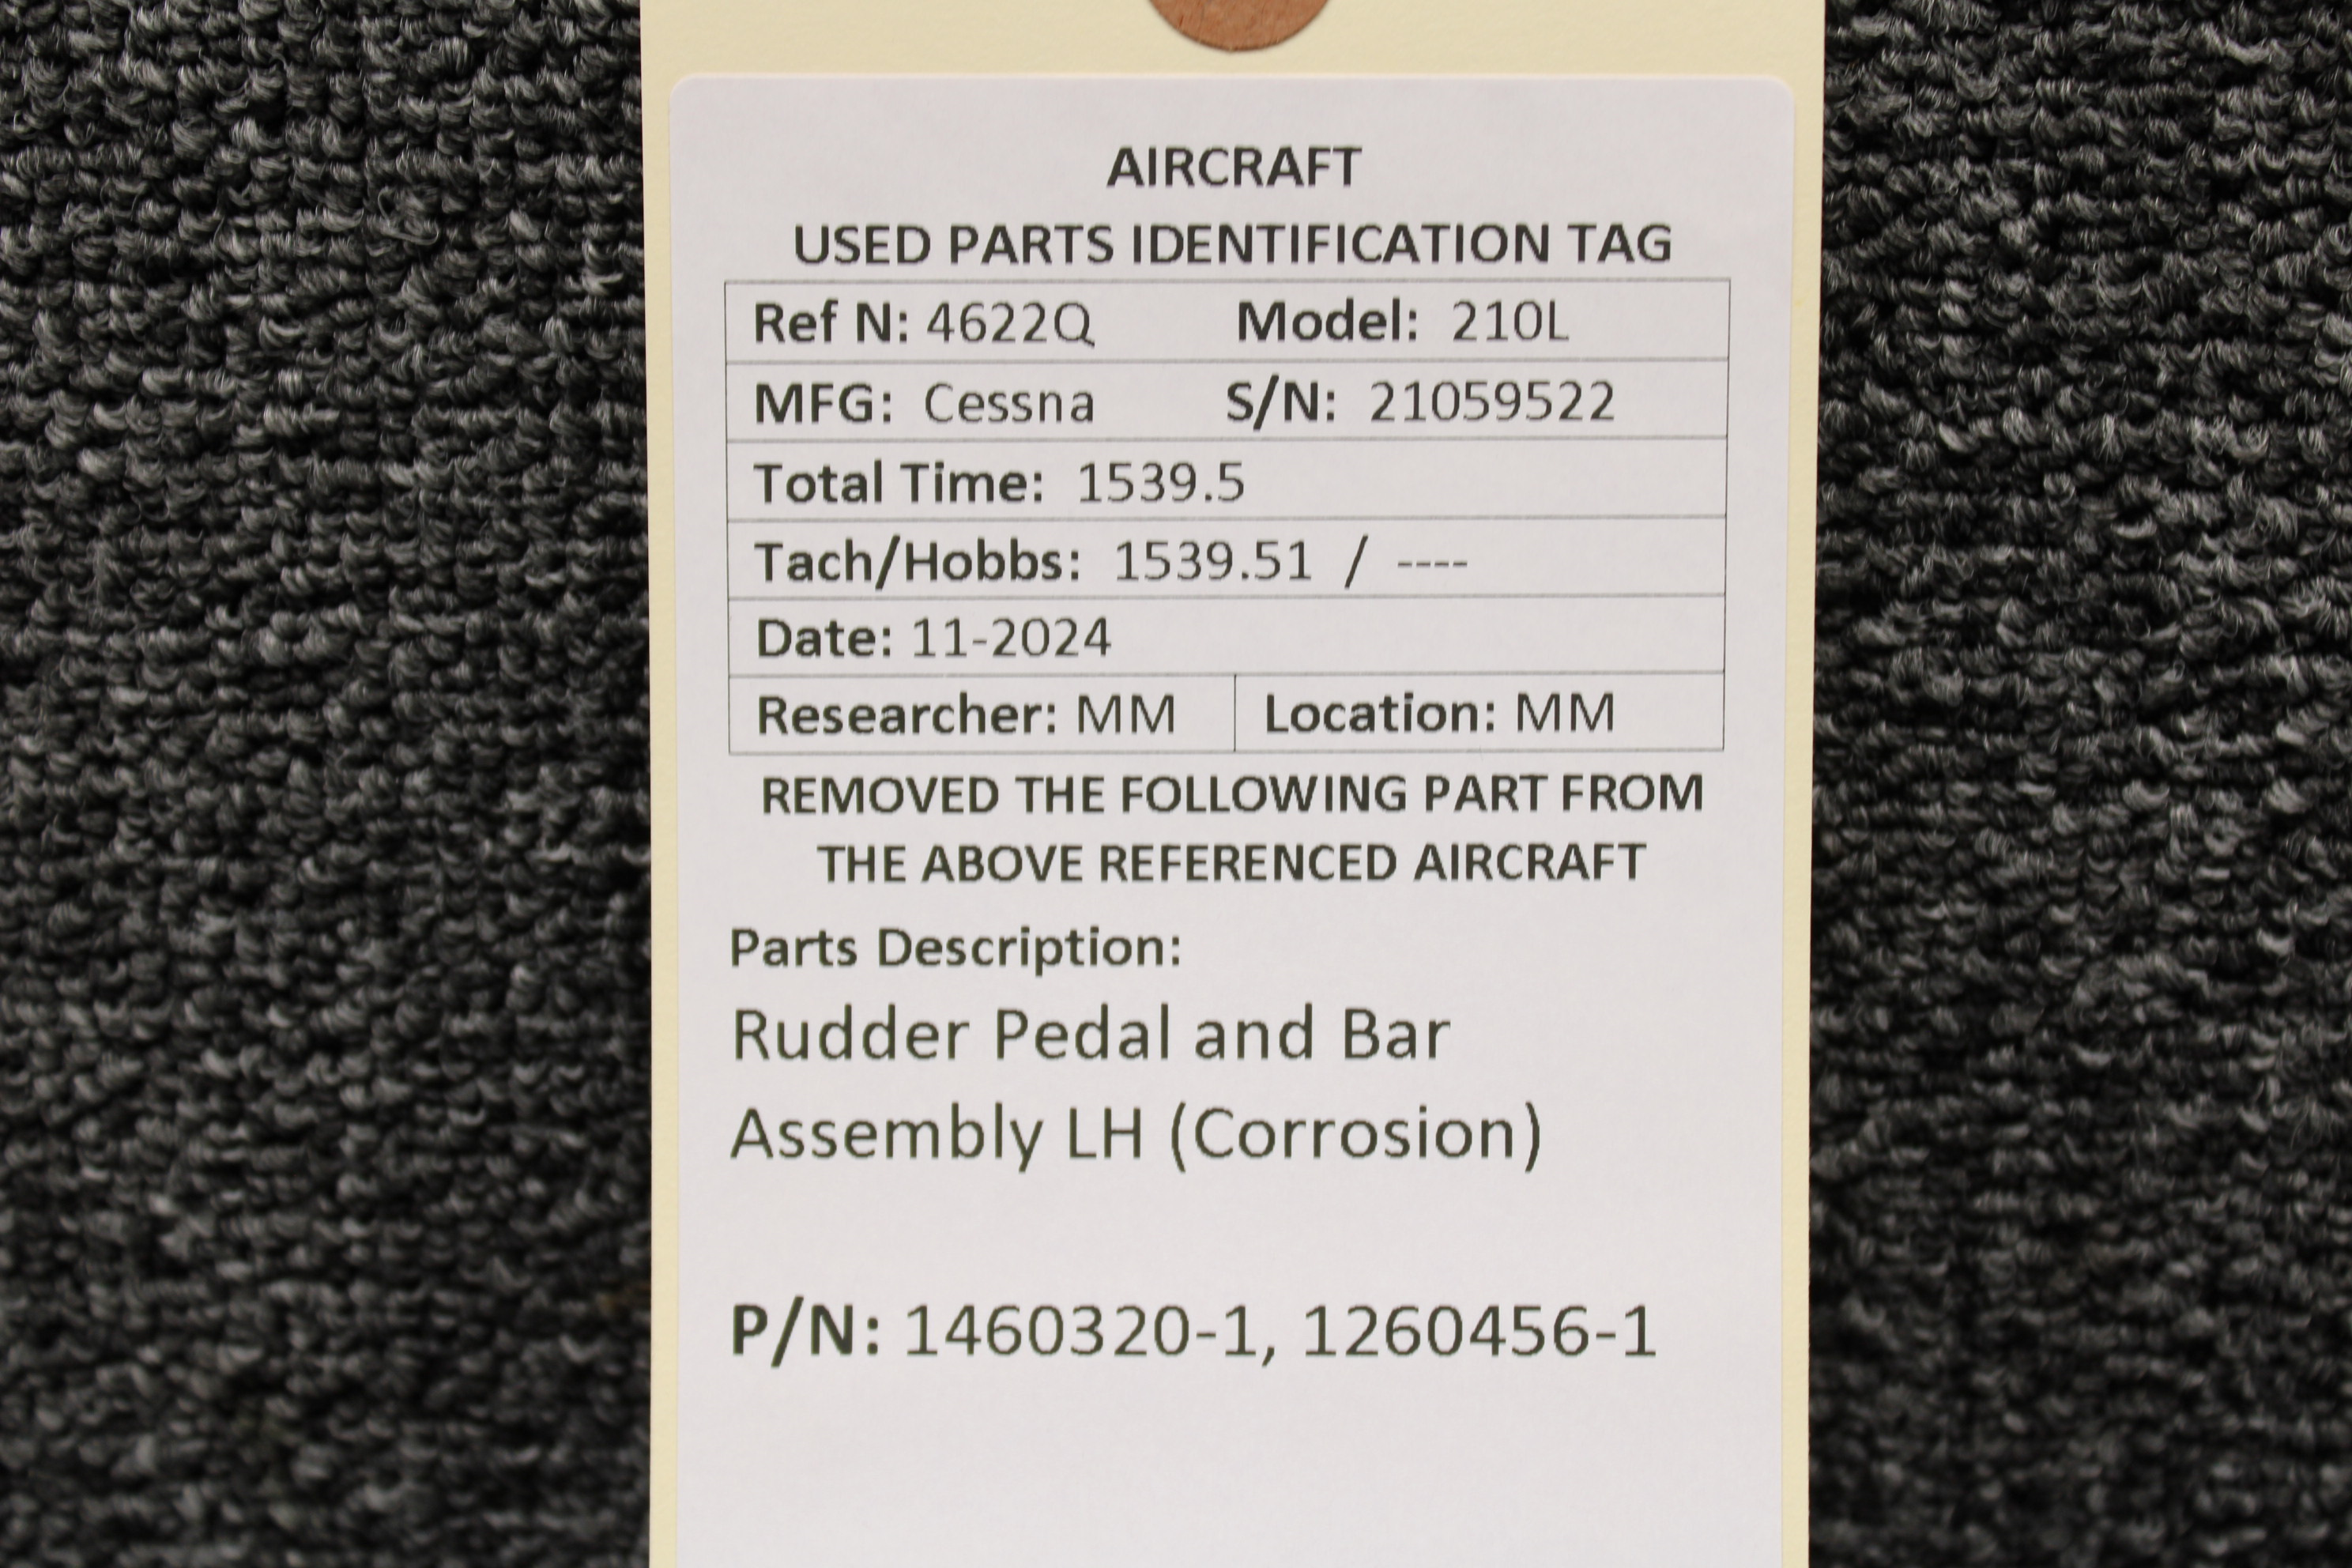 AIRCRAFT
USED PARTS IDENTIFICATION TAG
Ref N: 4622Q Model: 210L
MFG: Cessna S/N: 21059522
Total Time: 1539.5
Tach/Hobbs: 1539.51 / ----
Date: 11-2024
Researcher: MM Location: MM
REMOVED THE FOLLOWING PART FROM
THE ABOVE REFERENCED AIRCRAFT
Parts Description:
Rudder Pedal and Bar
Assembly LH (Corrosion)
P/N: 1460320-1, 1260456-1